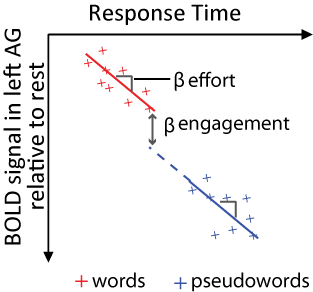 Response Time
BOLD signal in left AG
relative to rest
β effort
β engagement
+ words + pseudowords